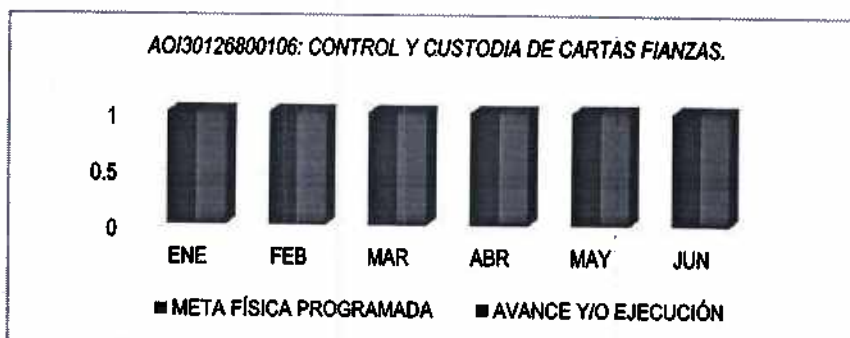 AOI30126800106: CONTROL Y CUSTODIA DE CARTAS FIANZAS.
1
0.5
0
ENE FEB MAR ABR MAY JUN
META FÍSICA PROGRAMADA AVANCE Y/O EJECUCIÓN